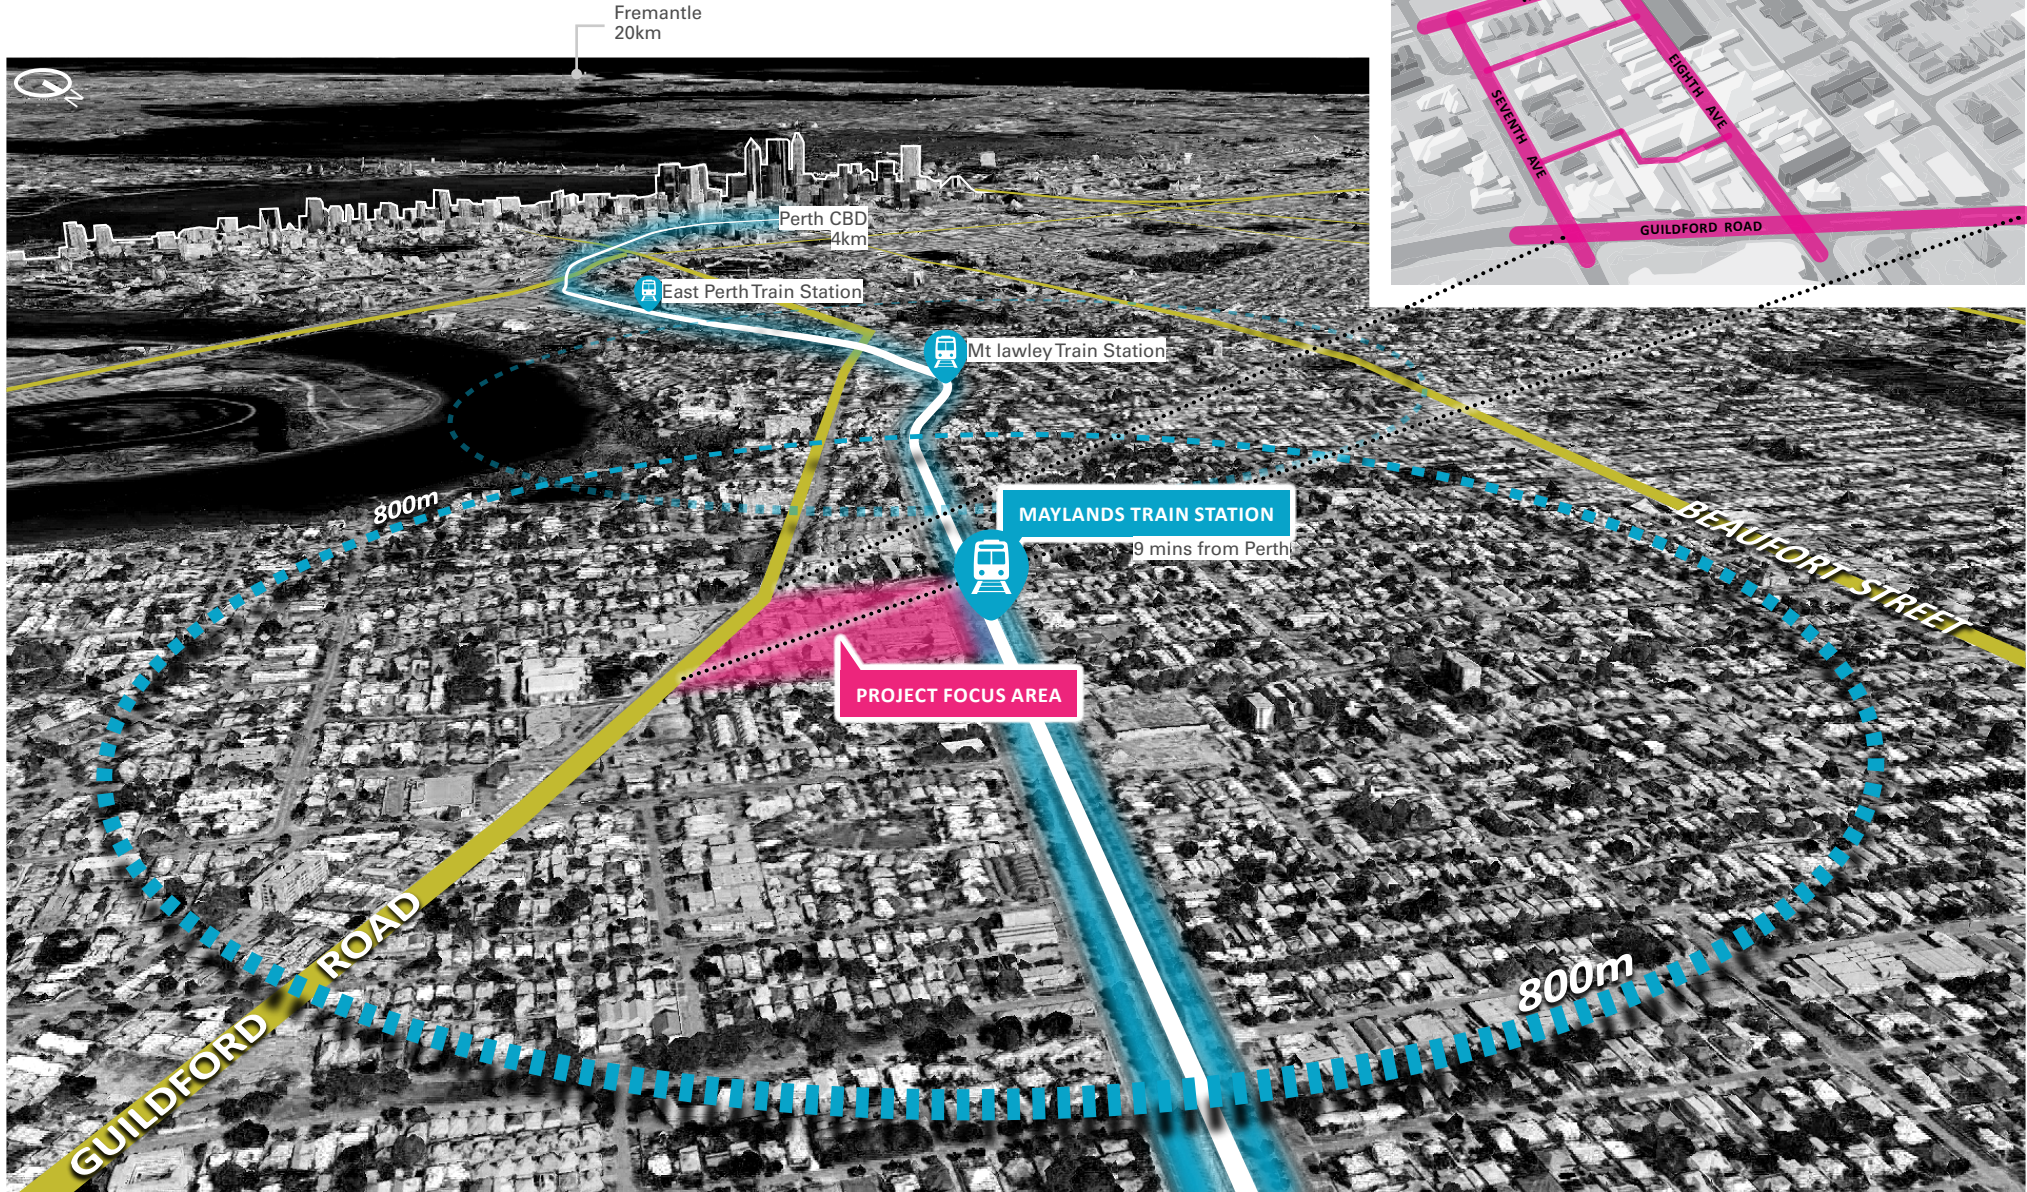 Fremantle
20km
N
EIGHTH AVE
SEVENTH AVE
GUILDFORD ROAD
Perth CBD
4km
East Perth Train Station
Mt lawley Train Station
800m
MAYLANDS TRAIN STATION
9 mins from Perth
BEAUFORT STREET
PROJECT FOCUS AREA
800m
GUILDFORD ROAD